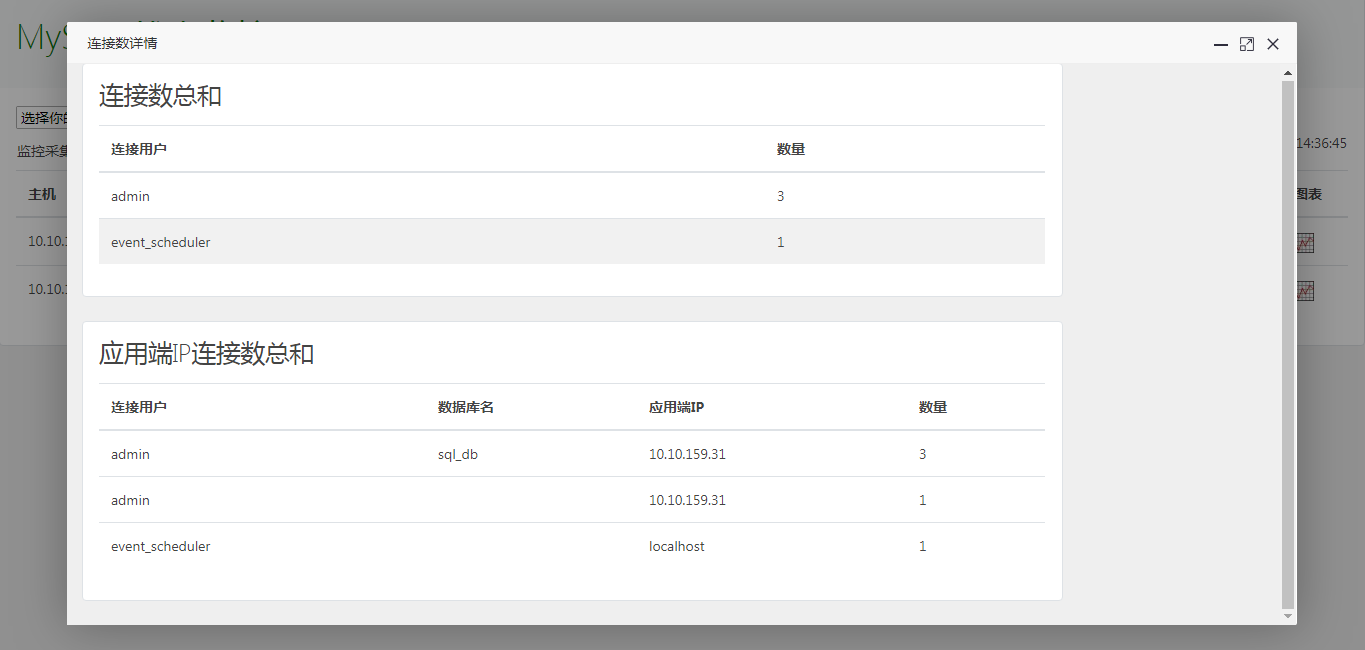 MyS
连接数详情
选择你的
监控采集
14:36:45
主机
图表
10.10.1
10.10.1
连接数总和
连接用户 数量
admin 3
event_scheduler 1
应用端IP连接数总和
连接用户 数据库名 应用端IP 数量
admin sql_db 10.10.159.31 3
admin 10.10.159.31 1
event_scheduler localhost 1